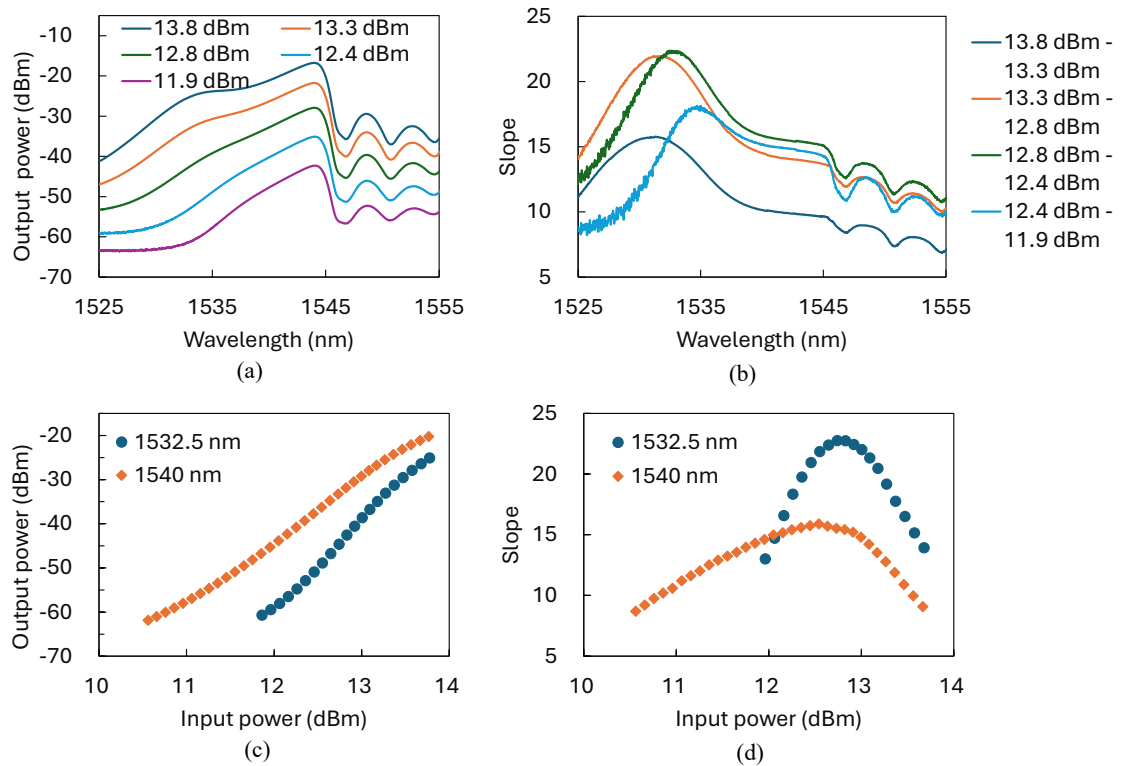 13.8 dBm
13.3 dBm
12.8 dBm
12.4 dBm
11.9 dBm
-10
-20
-30
-40
-50
-60
-70
Output power (dBm)
1525
1535
1545
1555
Wavelength (nm)
(a)
25
20
15
10
5
Slope
1525
1535
1545
1555
Wavelength (nm)
(b)
13.8 dBm -
13.3 dBm
13.3 dBm -
12.8 dBm
12.8 dBm -
12.4 dBm
12.4 dBm -
11.9 dBm
1532.5 nm
1540 nm
-20
-30
-40
-50
-60
-70
Output power (dBm)
10
11
12
13
14
Input power (dBm)
(c)
1532.5 nm
1540 nm
25
20
15
10
5
Slope
10
11
12
13
14
Input power (dBm)
(d)